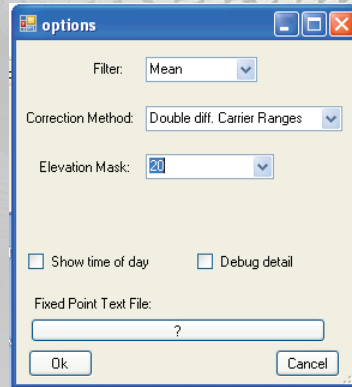 options
Filter: Mean
Correction Method: Double diff. Carrier Ranges
Elevation Mask: 20
Show time of day Debug detail
Fixed Point Text File:
?
Ok Cancel